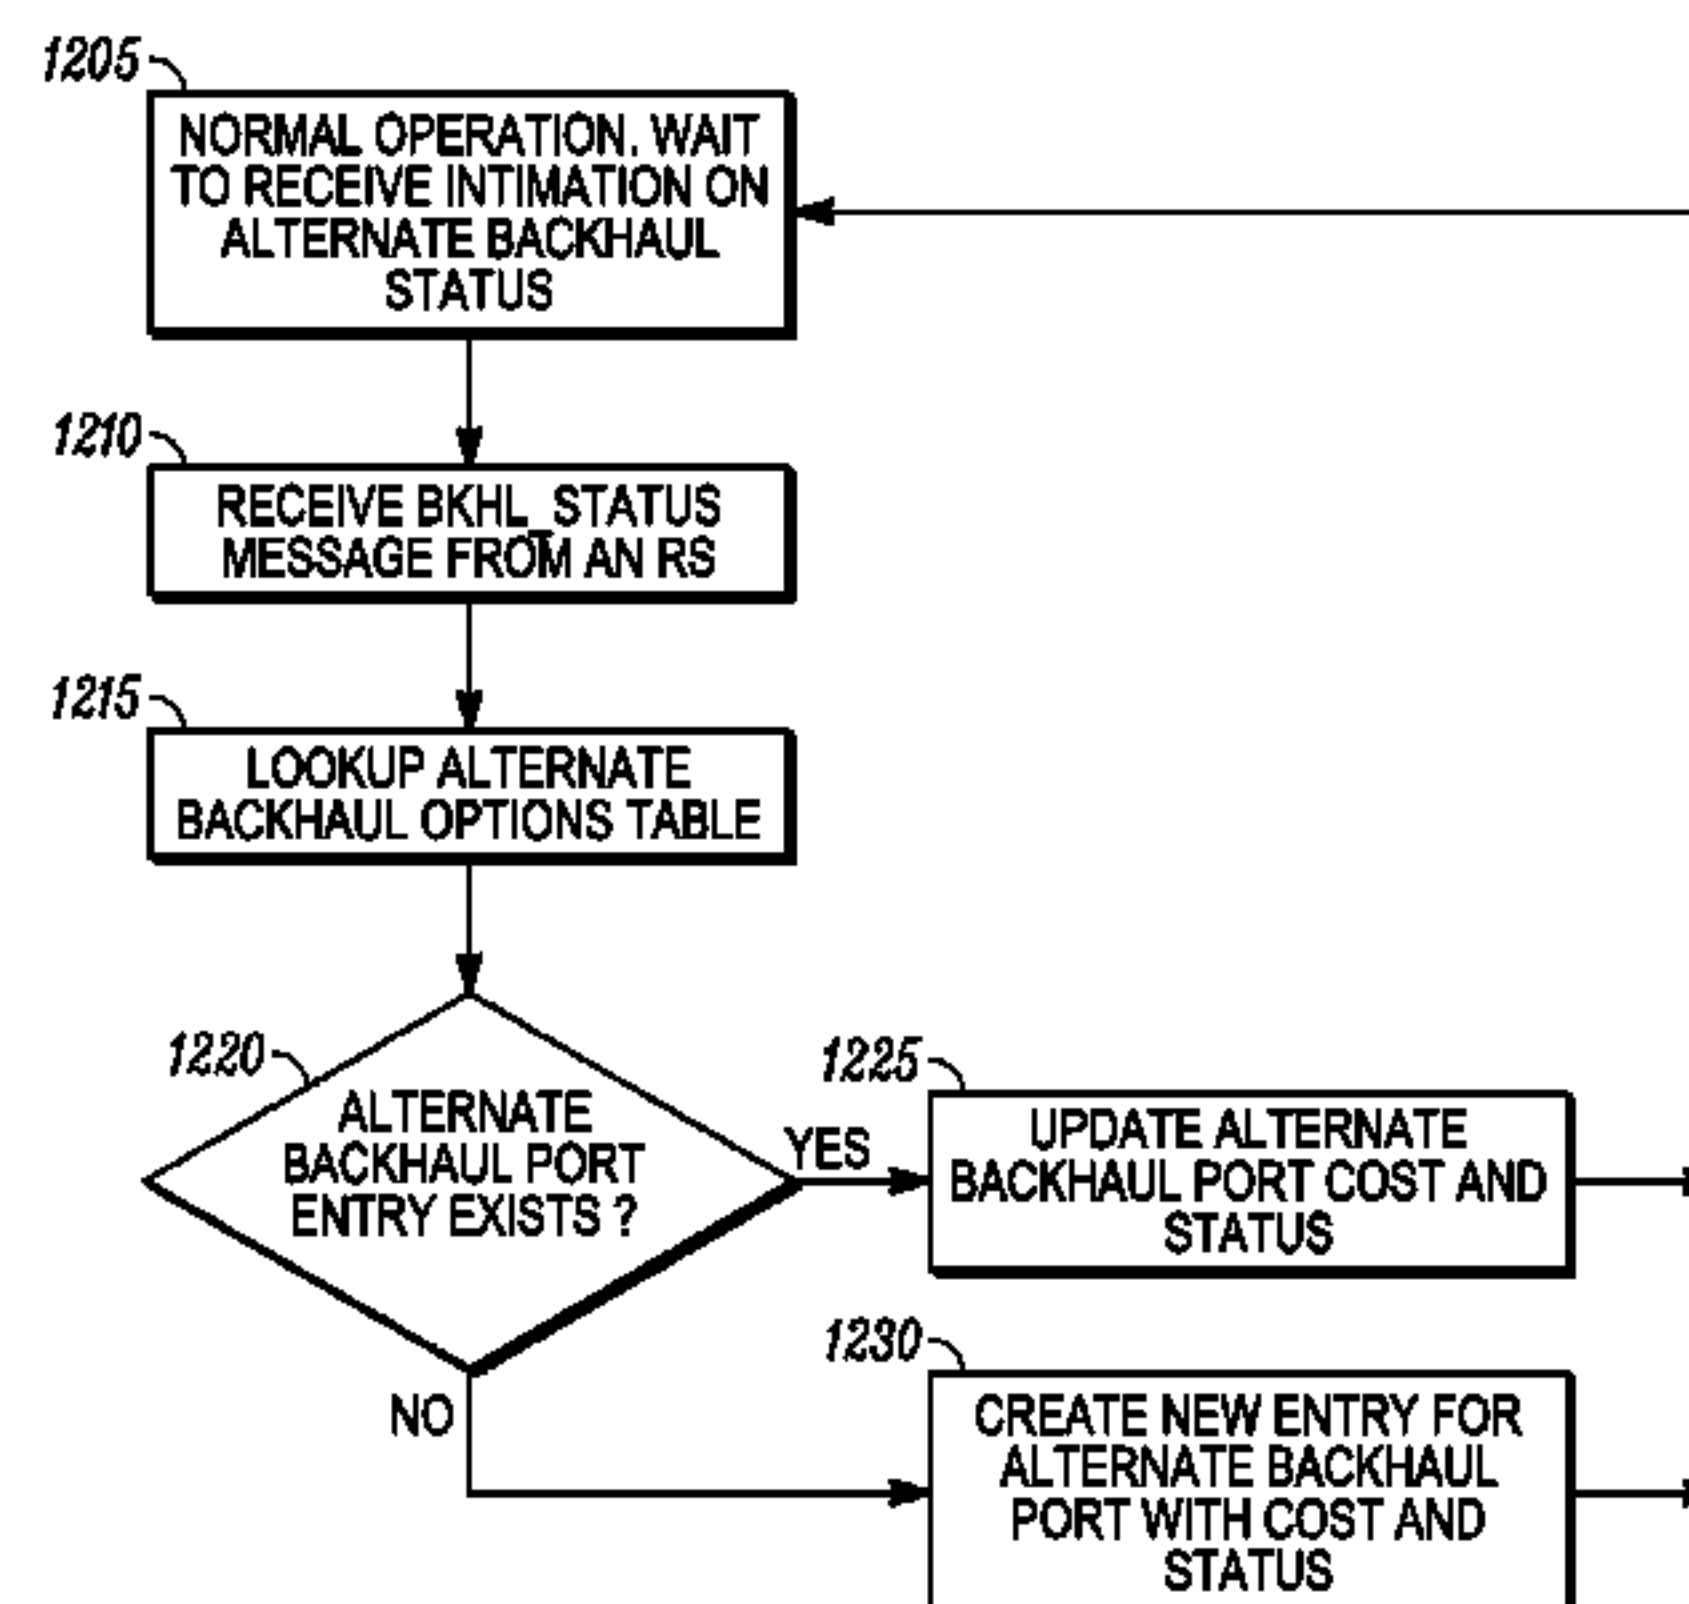 1205
NORMAL OPERATION. WAIT
TO RECEIVE INTIMATION ON
ALTERNATE BACKHAUL
STATUS
1210
RECEIVE BKHL_STATUS
MESSAGE FROM AN RS
1215
LOOKUP ALTERNATE
BACKHAUL OPTIONS TABLE
1220
ALTERNATE
BACKHAUL PORT
ENTRY EXISTS ?
YES
1225
UPDATE ALTERNATE
BACKHAUL PORT COST AND
STATUS
NO
1230
CREATE NEW ENTRY FOR
ALTERNATE BACKHAUL
PORT WITH COST AND
STATUS